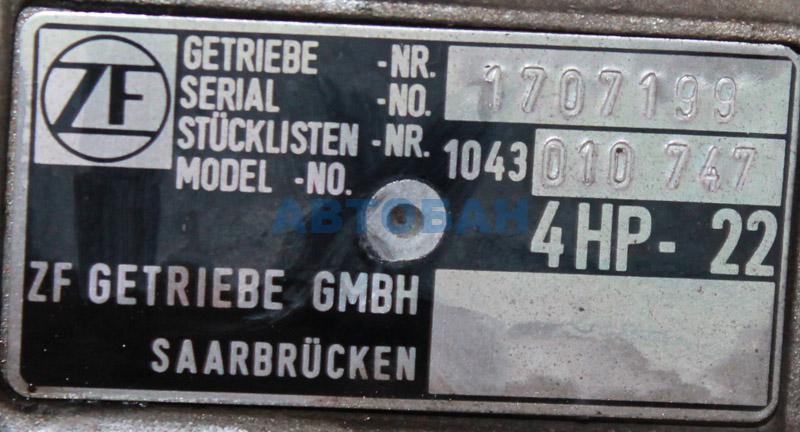 ZF
GETRIEBE -NR. 1707199
SERIAL -NO.
STÜCKLISTEN -NR. 1043 010 747
MODEL -NO.
АВТОБАН
4HP - 22
ZF GETRIEBE GMBH
SAARBRÜCKEN